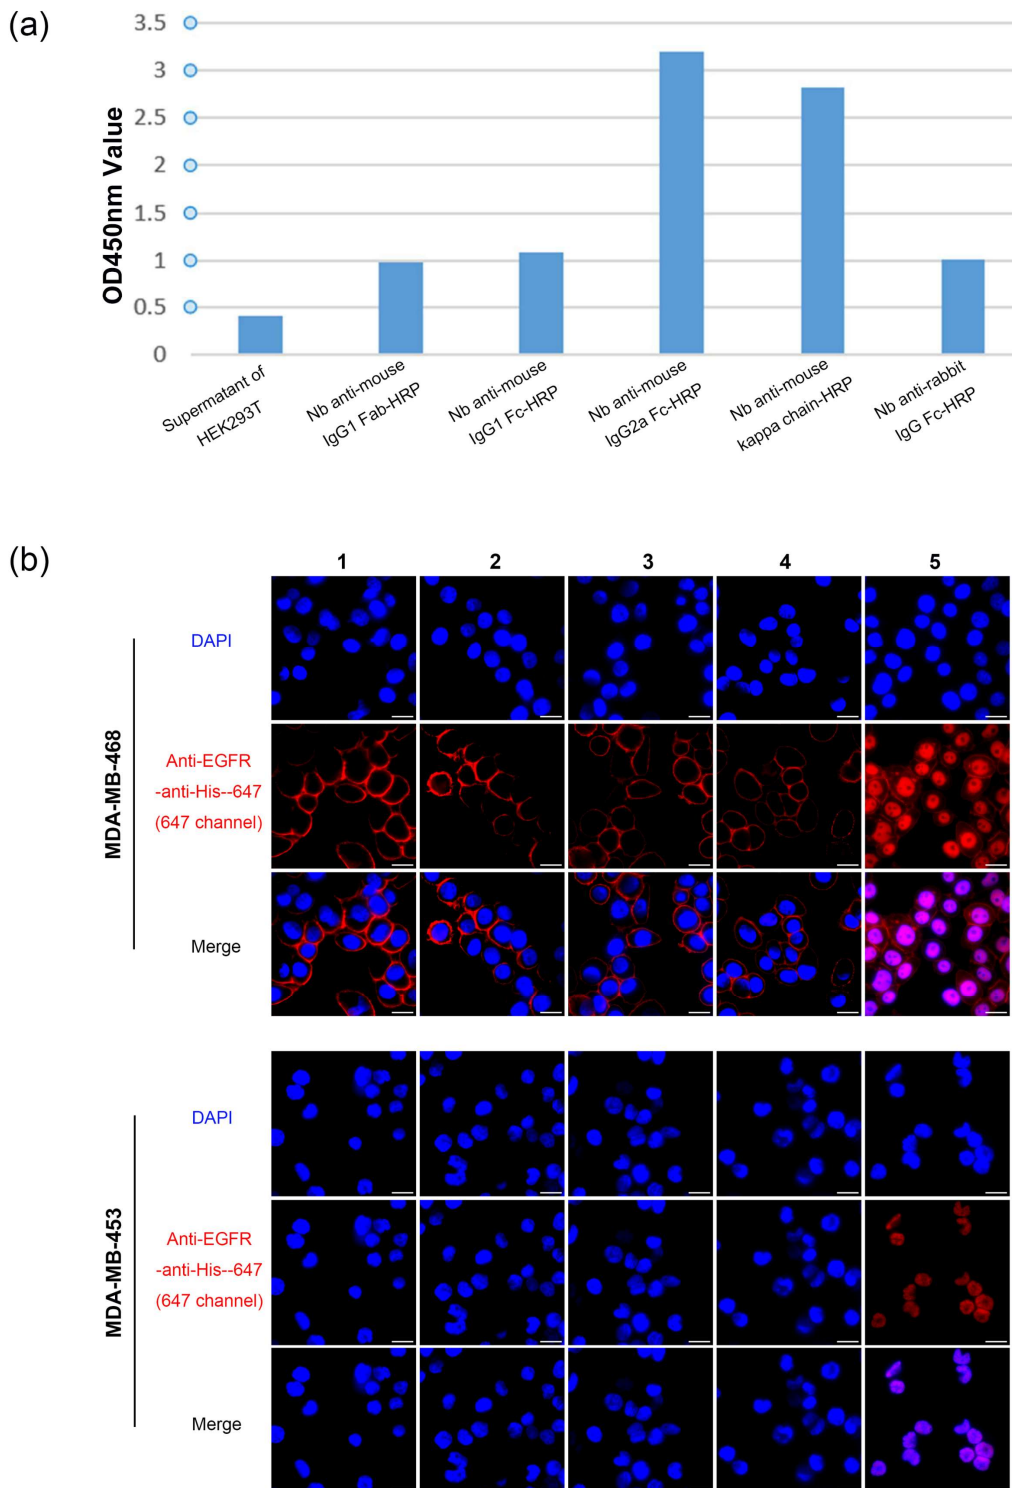 (a)
OD450nm Value
3.5
3
2.5
2
1.5
1
0.5
0
Supernatant of
HEK293T
Nb anti-mouse
IgG1 Fab-HRP
Nb anti-mouse
IgG1 Fc-HRP
Nb anti-mouse
IgG2a Fc-HRP
Nb anti-mouse
kappa chain-HRP
Nb anti-rabbit
IgG Fc-HRP
(b)
1 2 3 4 5
MDA-MB-468
DAPI
Anti-EGFR
-anti-His--647
(647 channel)
Merge
MDA-MB-453
DAPI
Anti-EGFR
-anti-His--647
(647 channel)
Merge